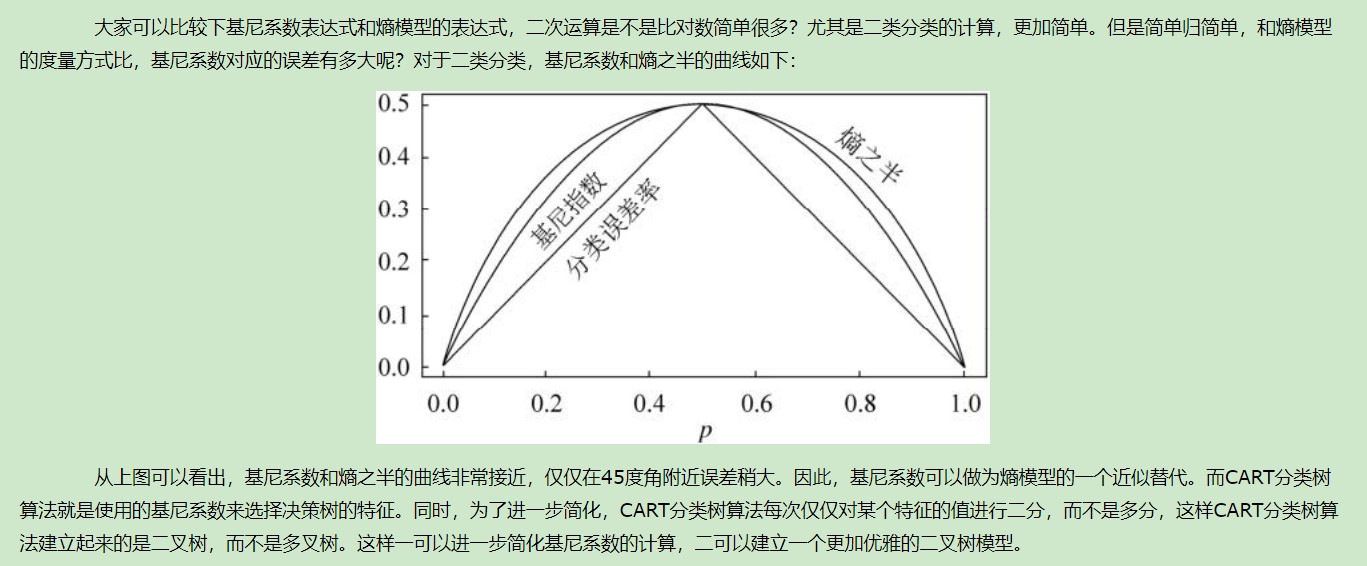 大家可以比较下基尼系数表达式和熵模型的表达式，二次运算是不是比对数简单很多？尤其是二类分类的计算，更加简单。但是简单归简单，和熵模型
的度量方式比，基尼系数对应的误差有多大呢？对于二类分类，基尼系数和熵之半的曲线如下：
0.5
0.4
0.3
0.2
0.1
0.0
熵之半
基尼指数
分类误差率
0.0 0.2 0.4 0.6 0.8 1.0
p
从上图可以看出，基尼系数和熵之半的曲线非常接近，仅仅在45度角附近误差稍大。因此，基尼系数可以做为熵模型的一个近似替代。而CART分类树
算法就是使用的基尼系数来选择决策树的特征。同时，为了进一步简化，CART分类树算法每次仅仅对某个特征的值进行二分，而不是多分，这样CART分类树算
法建立起来的是二叉树，而不是多叉树。这样一可以进一步简化基尼系数的计算，二可以建立一个更加优雅的二叉树模型。